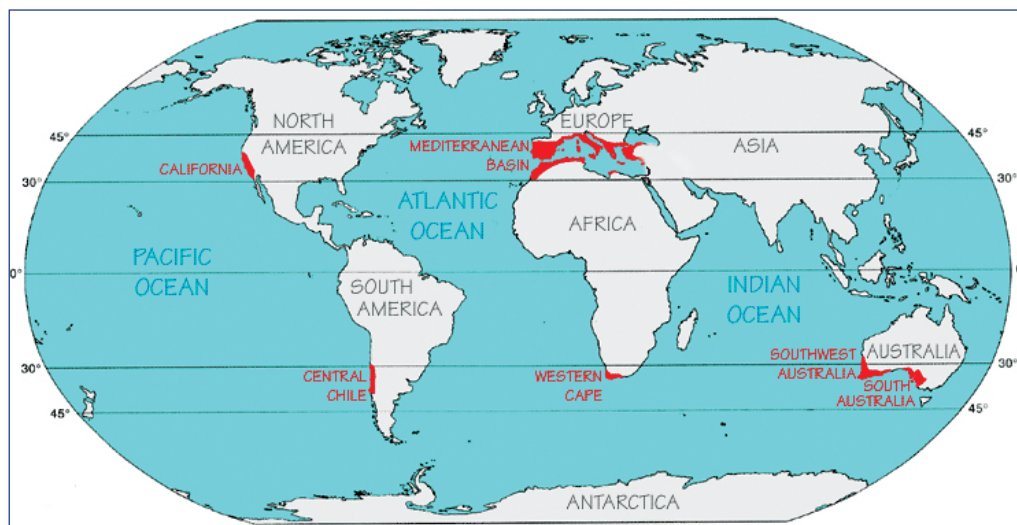 NORTH
AMERICA
EUROPE
ASIA
45°
45°
MEDITERRANEAN
BASIN
CALIFORNIA
30°
30°
ATLANTIC
OCEAN
AFRICA
PACIFIC
OCEAN
0°
0°
SOUTH
AMERICA
INDIAN
OCEAN
AUSTRALIA
SOUTHWEST
AUSTRALIA
30°
30°
CENTRAL
CHILE
WESTERN
CAPE
SOUTH
AUSTRALIA
45°
45°
ANTARCTICA